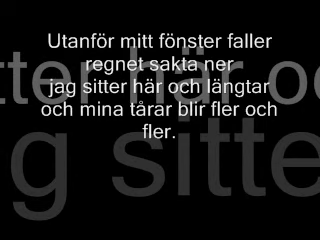 Utanför mitt fönster faller
regnet sakta ner
jag sitter här och längtar
och mina tårar blir fler och
fler.